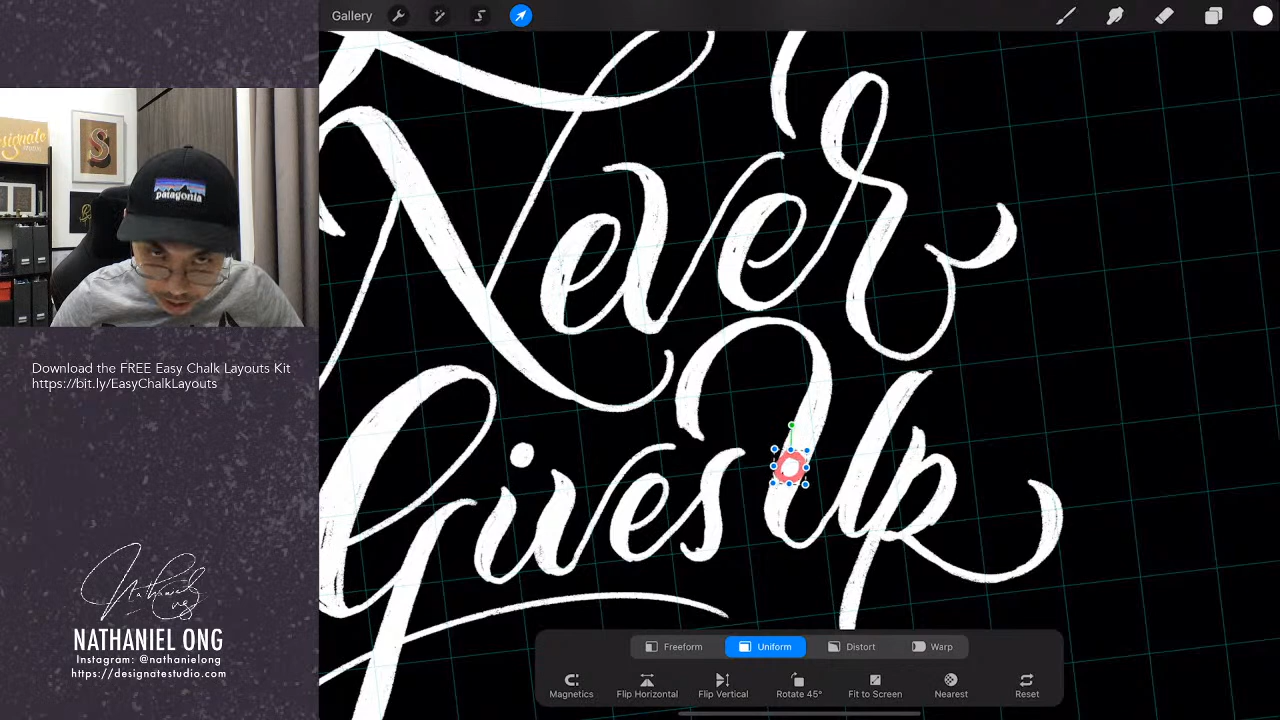 Gallery
S
signate
patagonia
Never
Gives Up
Download the FREE Easy Chalk Layouts Kit
https://bit.ly/EasyChalkLayouts
NATHANIEL ONG
Instagram: @nathanielong
https://designatestudio.com
Freeform Uniform Distort Warp
Magnetics Flip Horizontal Flip Vertical Rotate 45° Fit to Screen Nearest Reset